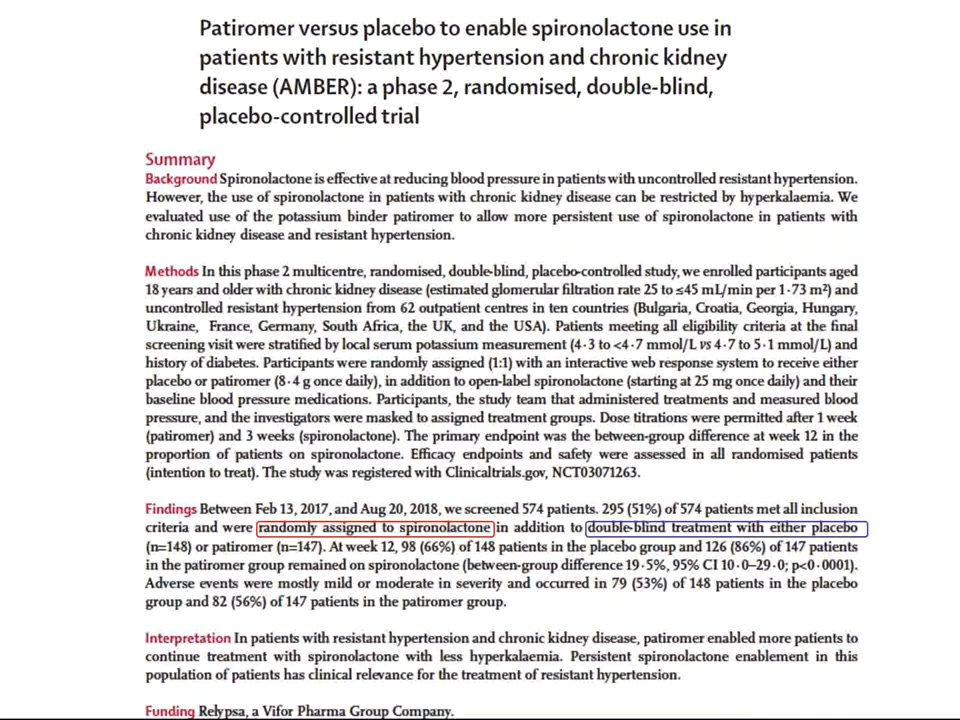 Patiromer versus placebo to enable spironolactone use in
patients with resistant hypertension and chronic kidney
disease (AMBER): a phase 2, randomised, double-blind,
placebo-controlled trial
Summary
Background Spironolactone is effective at reducing blood pressure in patients with uncontrolled resistant hypertension.
However, the use of spironolactone in patients with chronic kidney disease can be restricted by hyperkalaemia. We
evaluated use of the potassium binder patiromer to allow more persistent use of spironolactone in patients with
chronic kidney disease and resistant hypertension.
Methods In this phase 2 multicentre, randomised, double-blind, placebo-controlled study, we enrolled participants aged
18 years and older with chronic kidney disease (estimated glomerular filtration rate 25 to ≤45 mL/min per 1·73 m²) and
uncontrolled resistant hypertension from 62 outpatient centres in ten countries (Bulgaria, Croatia, Georgia, Hungary,
Ukraine, France, Germany, South Africa, the UK, and the USA). Patients meeting all eligibility criteria at the final
screening visit were stratified by local serum potassium measurement (4·3 to <4·7 mmol/L vs 4·7 to 5·1 mmol/L) and
history of diabetes. Participants were randomly assigned (1:1) with an interactive web response system to receive either
placebo or patiromer (8·4 g once daily), in addition to open-label spironolactone (starting at 25 mg once daily) and their
baseline blood pressure medications. Participants, the study team that administered treatments and measured blood
pressure, and the investigators were masked to assigned treatment groups. Dose titrations were permitted after 1 week
(patiromer) and 3 weeks (spironolactone). The primary endpoint was the between-group difference at week 12 in the
proportion of patients on spironolactone. Efficacy endpoints and safety were assessed in all randomised patients
(intention to treat). The study was registered with Clinicaltrials.gov, NCT03071263.
Findings Between Feb 13, 2017, and Aug 20, 2018, we screened 574 patients. 295 (51%) of 574 patients met all inclusion
criteria and were randomly assigned to spironolactone in addition to double-blind treatment with either placebo
(n=148) or patiromer (n=147). At week 12, 98 (66%) of 148 patients in the placebo group and 126 (86%) of 147 patients
in the patiromer group remained on spironolactone (between-group difference 19·5%, 95% CI 10·0–29·0; p<0·0001).
Adverse events were mostly mild or moderate in severity and occurred in 79 (53%) of 148 patients in the placebo
group and 82 (56%) of 147 patients in the patiromer group.
Interpretation In patients with resistant hypertension and chronic kidney disease, patiromer enabled more patients to
continue treatment with spironolactone with less hyperkalaemia. Persistent spironolactone enablement in this
population of patients has clinical relevance for the treatment of resistant hypertension.
Funding Relypsa, a Vifor Pharma Group Company.